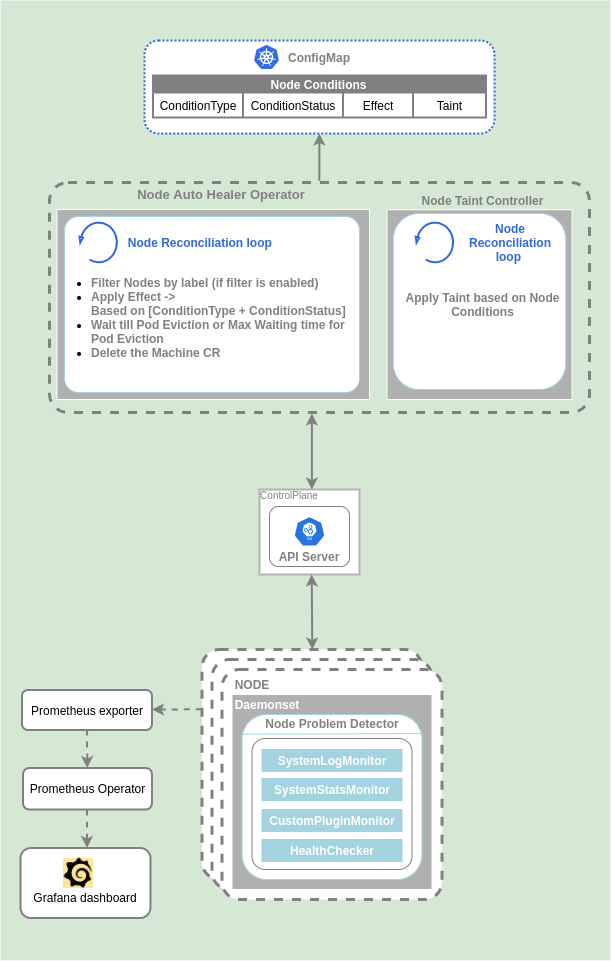 ConfigMap
Node Conditions
ConditionType
ConditionStatus
Effect
Taint
Node Auto Healer Operator
Node Reconciliation loop
Filter Nodes by label (if filter is enabled)
Apply Effect ->
Based on [ConditionType + ConditionStatus]
Wait till Pod Eviction or Max Waiting time for
Pod Eviction
Delete the Machine CR
Node Taint Controller
Node
Reconciliation
loop
Apply Taint based on Node
Conditions
ControlPlane
API Server
NODE
Daemonset
Node Problem Detector
SystemLogMonitor
SystemStatsMonitor
CustomPluginMonitor
HealthChecker
Prometheus exporter
Prometheus Operator
Grafana dashboard